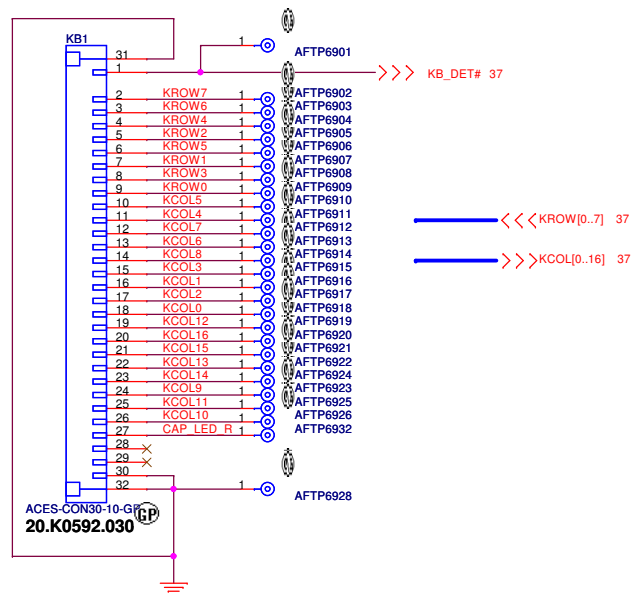 KB1
31
1 AFTP6901
1 KB_DET# 37
2 KROW7 1 AFTP6902
3 KROW6 1 AFTP6903
4 KROW4 1 AFTP6904
5 KROW2 1 AFTP6905
6 KROW5 1 AFTP6906
7 KROW1 1 AFTP6907
8 KROW3 1 AFTP6908
9 KROW0 1 AFTP6909
10 KCOL5 1 AFTP6910
11 KCOL4 1 AFTP6911
KROW[0..7] 37
12 KCOL7 1 AFTP6912
13 KCOL6 1 AFTP6913
14 KCOL8 1 AFTP6914
KCOL[0..16] 37
15 KCOL3 1 AFTP6915
16 KCOL1 1 AFTP6916
17 KCOL2 1 AFTP6917
18 KCOL0 1 AFTP6918
19 KCOL12 1 AFTP6919
20 KCOL16 1 AFTP6920
21 KCOL15 1 AFTP6921
22 KCOL13 1 AFTP6922
23 KCOL14 1 AFTP6924
24 KCOL9 1 AFTP6923
25 KCOL11 1 AFTP6925
26 KCOL10 1 AFTP6926
27 CAP_LED_R 1 AFTP6932
28
29
30
32 1 AFTP6928
ACES-CON30-10-GP
GP
20.K0592.030